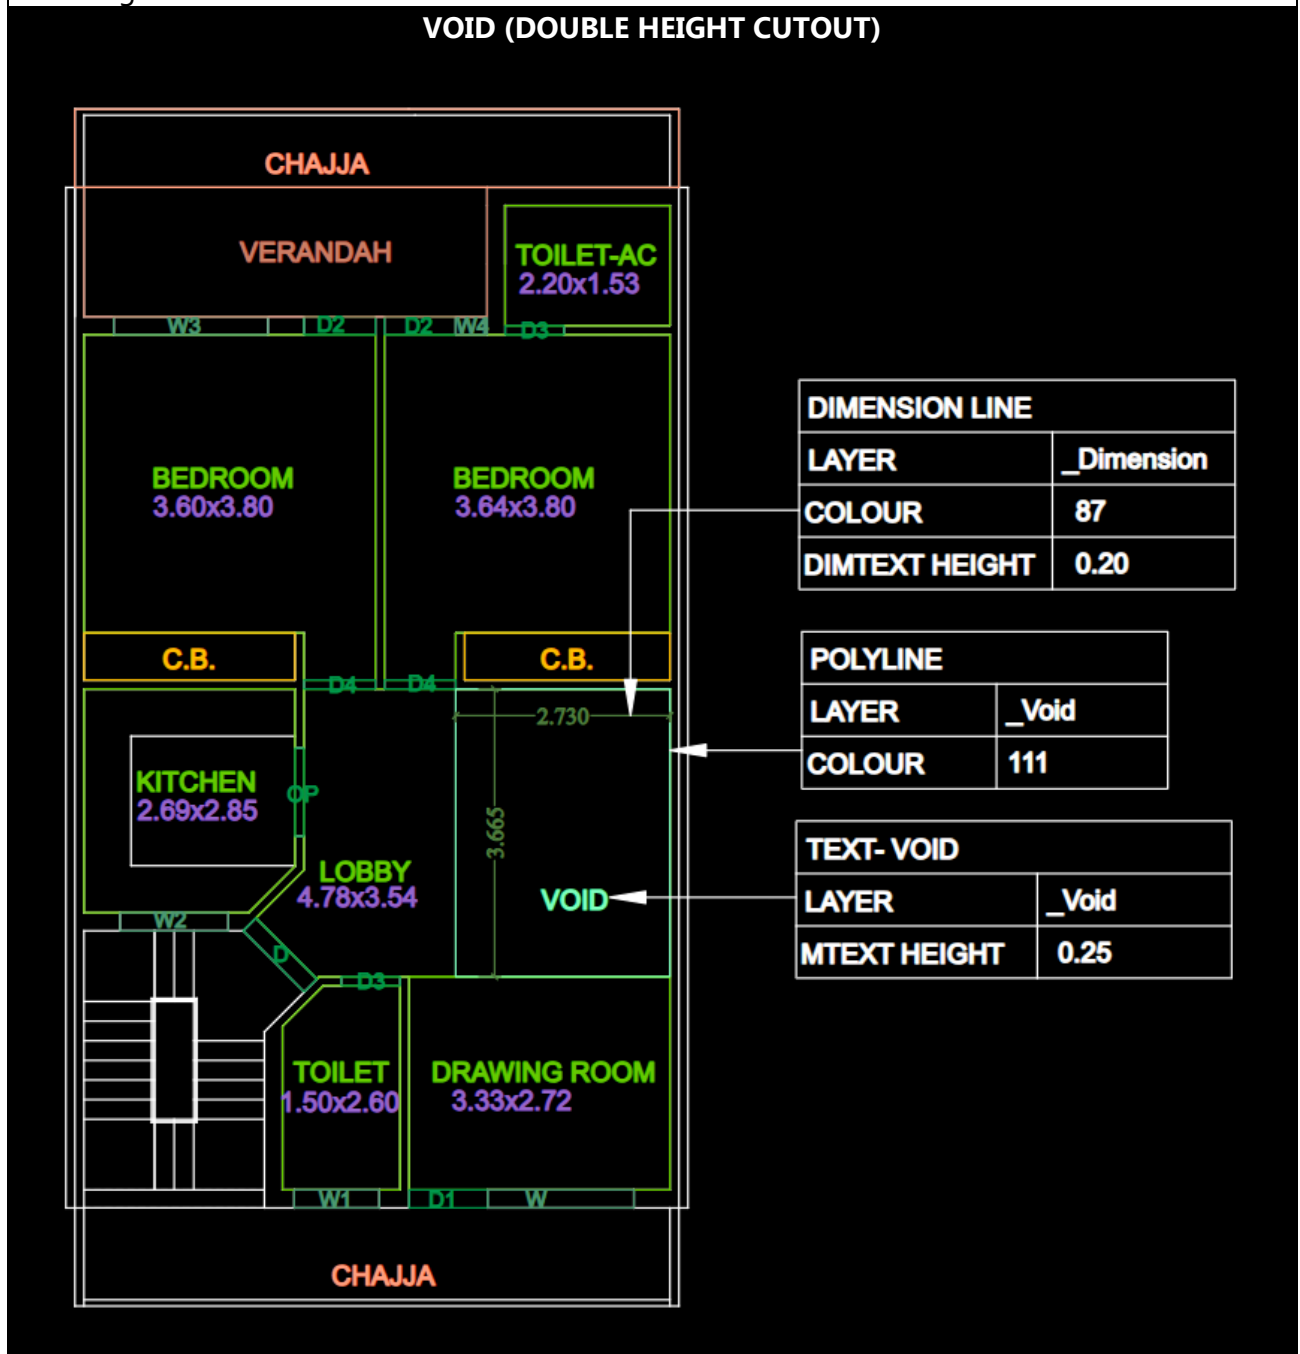 VOID (DOUBLE HEIGHT CUTOUT)
CHAJJA
VERANDAH
TOILET-AC
2.20x1.53
W3
D2
D2
W4
D3
BEDROOM
3.60x3.80
BEDROOM
3.64x3.80
C.B.
C.B.
D4
D4
2.730
3.665
KITCHEN
2.69x2.85
OP
LOBBY
4.78x3.54
VOID
W2
D
D3
TOILET
1.50x2.60
DRAWING ROOM
3.33x2.72
W1
D1
W
CHAJJA
DIMENSION LINE
LAYER _Dimension
COLOUR 87
DIMTEXT HEIGHT 0.20
POLYLINE
LAYER _Void
COLOUR 111
TEXT- VOID
LAYER _Void
MTEXT HEIGHT 0.25